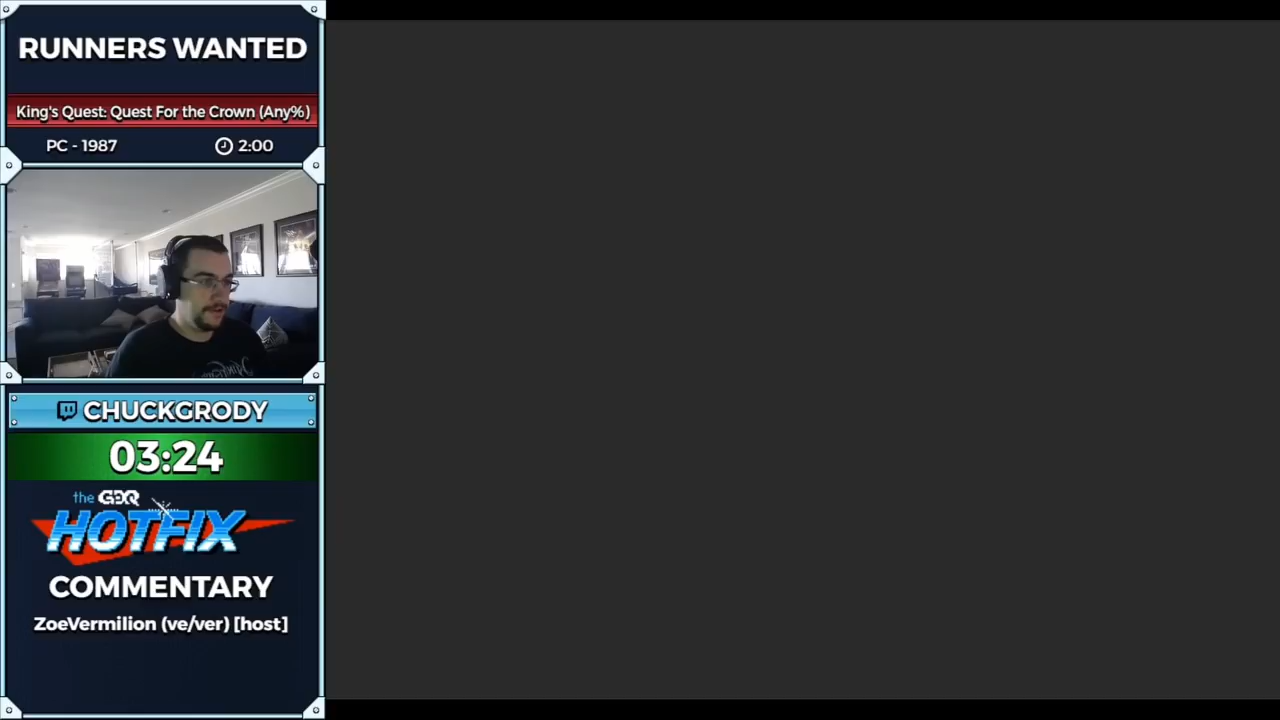 RUNNERS WANTED
King's Quest: Quest For the Crown (Any%)
PC - 1987
2:00
CHUCKGRODY
03:24
the GDQ
HOTFIX
COMMENTARY
ZoeVermilion (ve/ver) [host]